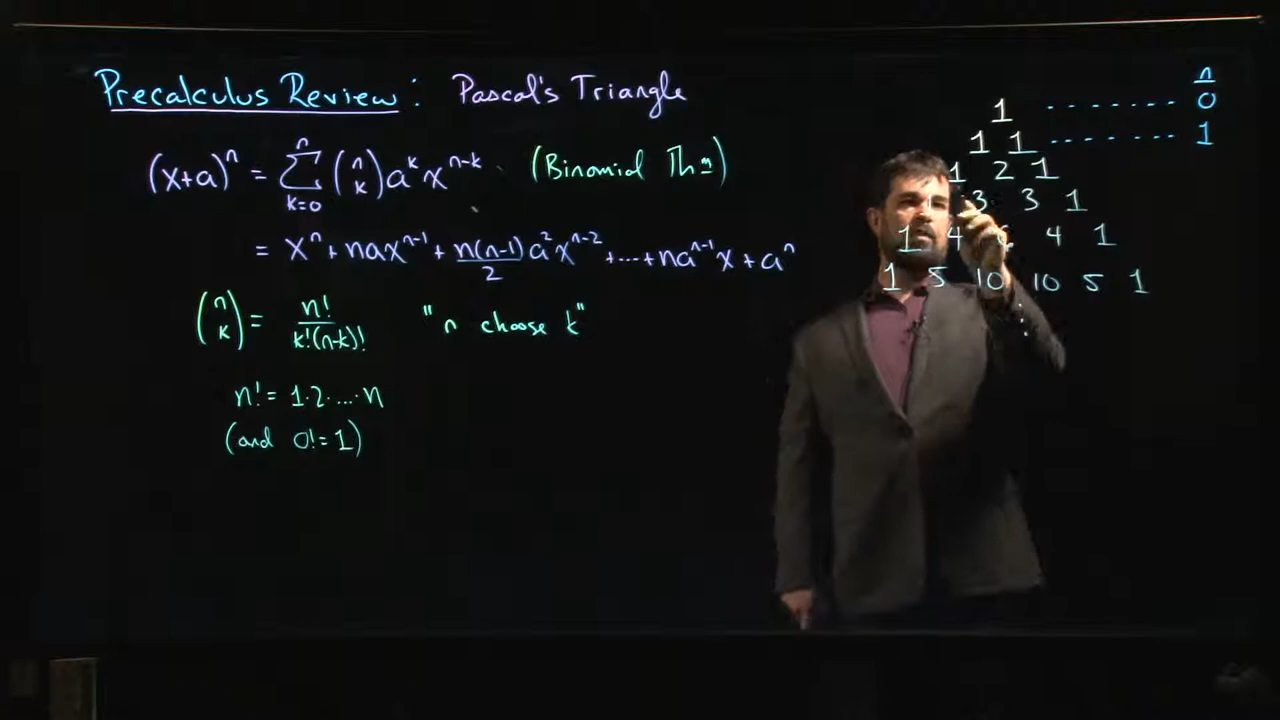 Precalculus Review: Pascal's Triangle
(x+a)^n = Σ_{k=0}^{n} (n k) a^k x^{n-k} (Binomial Thm)
= x^n + nax^{n-1} + n(n-1)/2 a^2 x^{n-2} + ... + na^{n-1}x + a^n
(n k) = n!/k!(n-k)! "n choose k"
n! = 1·2·...·n
(and 0! = 1)
n
1 ........ 0
1 1 ........ 1
1 2 1
3 3 1
1 4 4 1
1 5 10 10 5 1